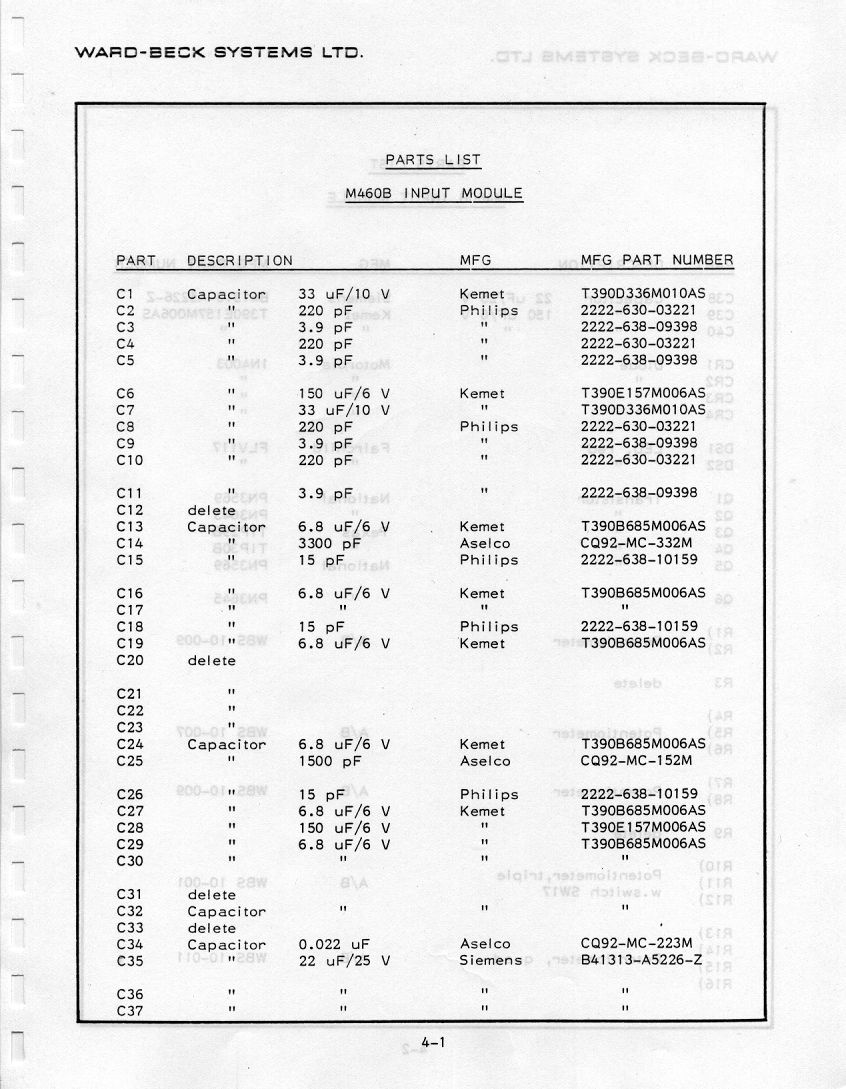 WARD-BECK SYSTEMS LTD.
PARTS LIST
M460B INPUT MODULE
PART DESCRIPTION MFG MFG PART NUMBER
C1 Capacitor 33 uF/10 V Kemet T390D336M010AS
C2 " 220 pF Philips 2222-630-03221
C3 " 3.9 pF " 2222-638-09398
C4 " 220 pF " 2222-630-03221
C5 " 3.9 pF " 2222-638-09398
C6 " 150 uF/6 V Kemet T390E157M006AS
C7 " 33 uF/10 V " T390D336M010AS
C8 " 220 pF Philips 2222-630-03221
C9 " 3.9 pF " 2222-638-09398
C10 " 220 pF " 2222-630-03221
C11 " 3.9 pF " 2222-638-09398
C12 delete
C13 Capacitor 6.8 uF/6 V Kemet T390B685M006AS
C14 " 3300 pF Aselco CQ92-MC-332M
C15 " 15 pF Philips 2222-638-10159
C16 " 6.8 uF/6 V Kemet T390B685M006AS
C17 " " " "
C18 " 15 pF Philips 2222-638-10159
C19 " 6.8 uF/6 V Kemet T390B685M006AS
C20 delete
C21 "
C22 "
C23 "
C24 Capacitor 6.8 uF/6 V Kemet T390B685M006AS
C25 " 1500 pF Aselco CQ92-MC-152M
C26 " 15 pF Philips 2222-638-10159
C27 " 6.8 uF/6 V Kemet T390B685M006AS
C28 " 150 uF/6 V " T390E157M006AS
C29 " 6.8 uF/6 V " T390B685M006AS
C30 " " " "
C31 delete
C32 Capacitor " " "
C33 delete
C34 Capacitor 0.022 uF Aselco CQ92-MC-223M
C35 " 22 uF/25 V Siemens B41313-A5226-Z
C36 " " " "
C37 " " " "
4-1